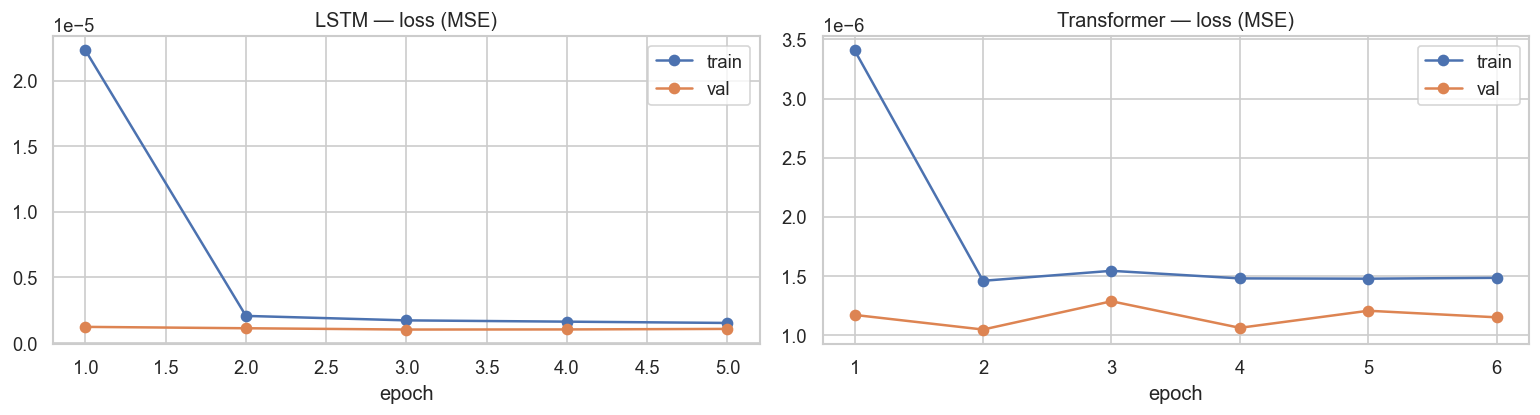 LSTM — loss (MSE)
1e−5
2.0
1.5
1.0
0.5
0.0
1.0 1.5 2.0 2.5 3.0 3.5 4.0 4.5 5.0
epoch
train
val
Transformer — loss (MSE)
1e−6
3.5
3.0
2.5
2.0
1.5
1.0
1 2 3 4 5 6
epoch
train
val